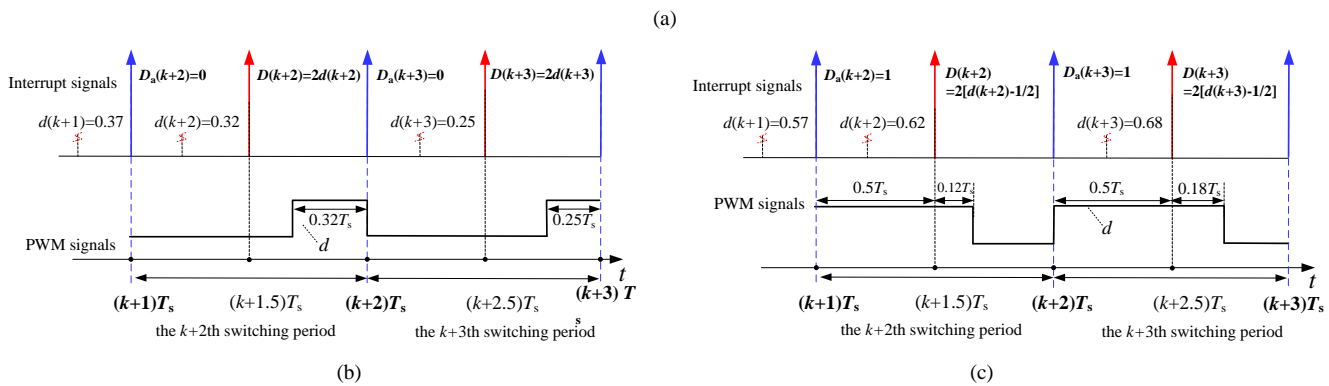 (a)
Interrupt signals
Dₐ(k+2)=0
D(k+2)=2d(k+2)
Dₐ(k+3)=0
D(k+3)=2d(k+3)
d(k+1)=0.37
d(k+2)=0.32
d(k+3)=0.25
PWM signals
0.32Tₛ
d
0.25Tₛ
t
(k+1)Tₛ
(k+1.5)Tₛ
(k+2)Tₛ
(k+2.5)Tₛ
(k+3) T
s
the k+2th switching period
the k+3th switching period
(b)
Interrupt signals
Dₐ(k+2)=1
D(k+2)
=2[d(k+2)-1/2]
Dₐ(k+3)=1
D(k+3)
=2[d(k+3)-1/2]
d(k+1)=0.57
d(k+2)=0.62
d(k+3)=0.68
PWM signals
0.5Tₛ
0.12Tₛ
0.5Tₛ
0.18Tₛ
d
t
(k+1)Tₛ
(k+1.5)Tₛ
(k+2)Tₛ
(k+2.5)Tₛ
(k+3)Tₛ
the k+2th switching period
the k+3th switching period
(c)